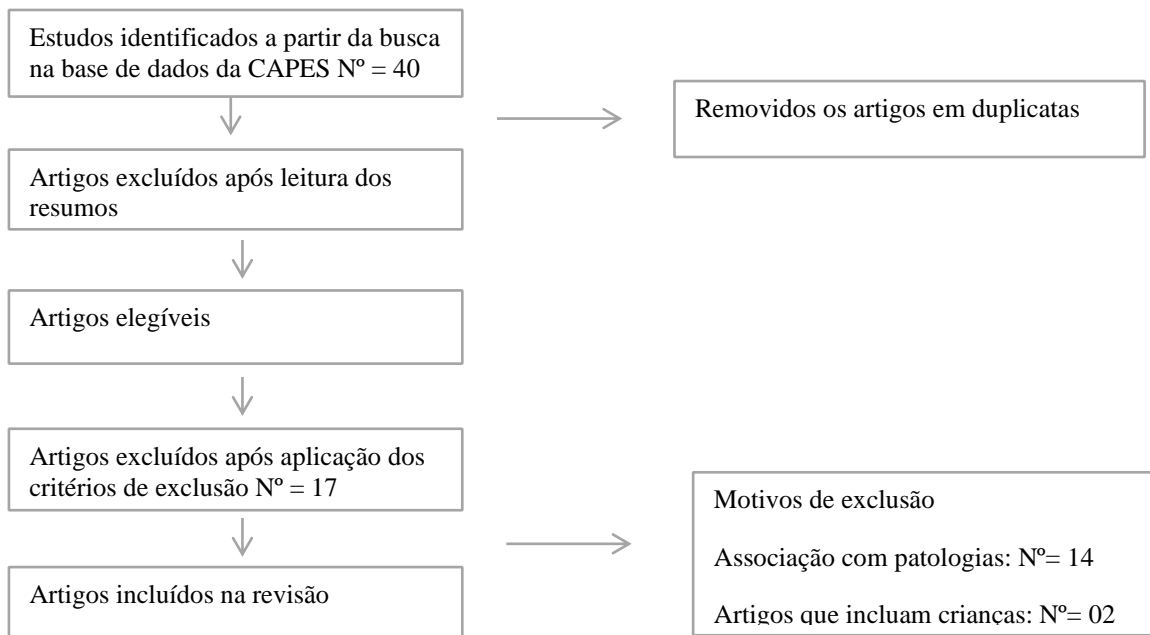 Estudos identificados a partir da busca
na base de dados da CAPES Nº = 40
Removidos os artigos em duplicatas
Artigos excluídos após leitura dos
resumos
Artigos elegíveis
Artigos excluídos após aplicação dos
critérios de exclusão Nº = 17
Motivos de exclusão
Associação com patologias: Nº= 14
Artigos que incluam crianças: Nº= 02
Artigos incluídos na revisão